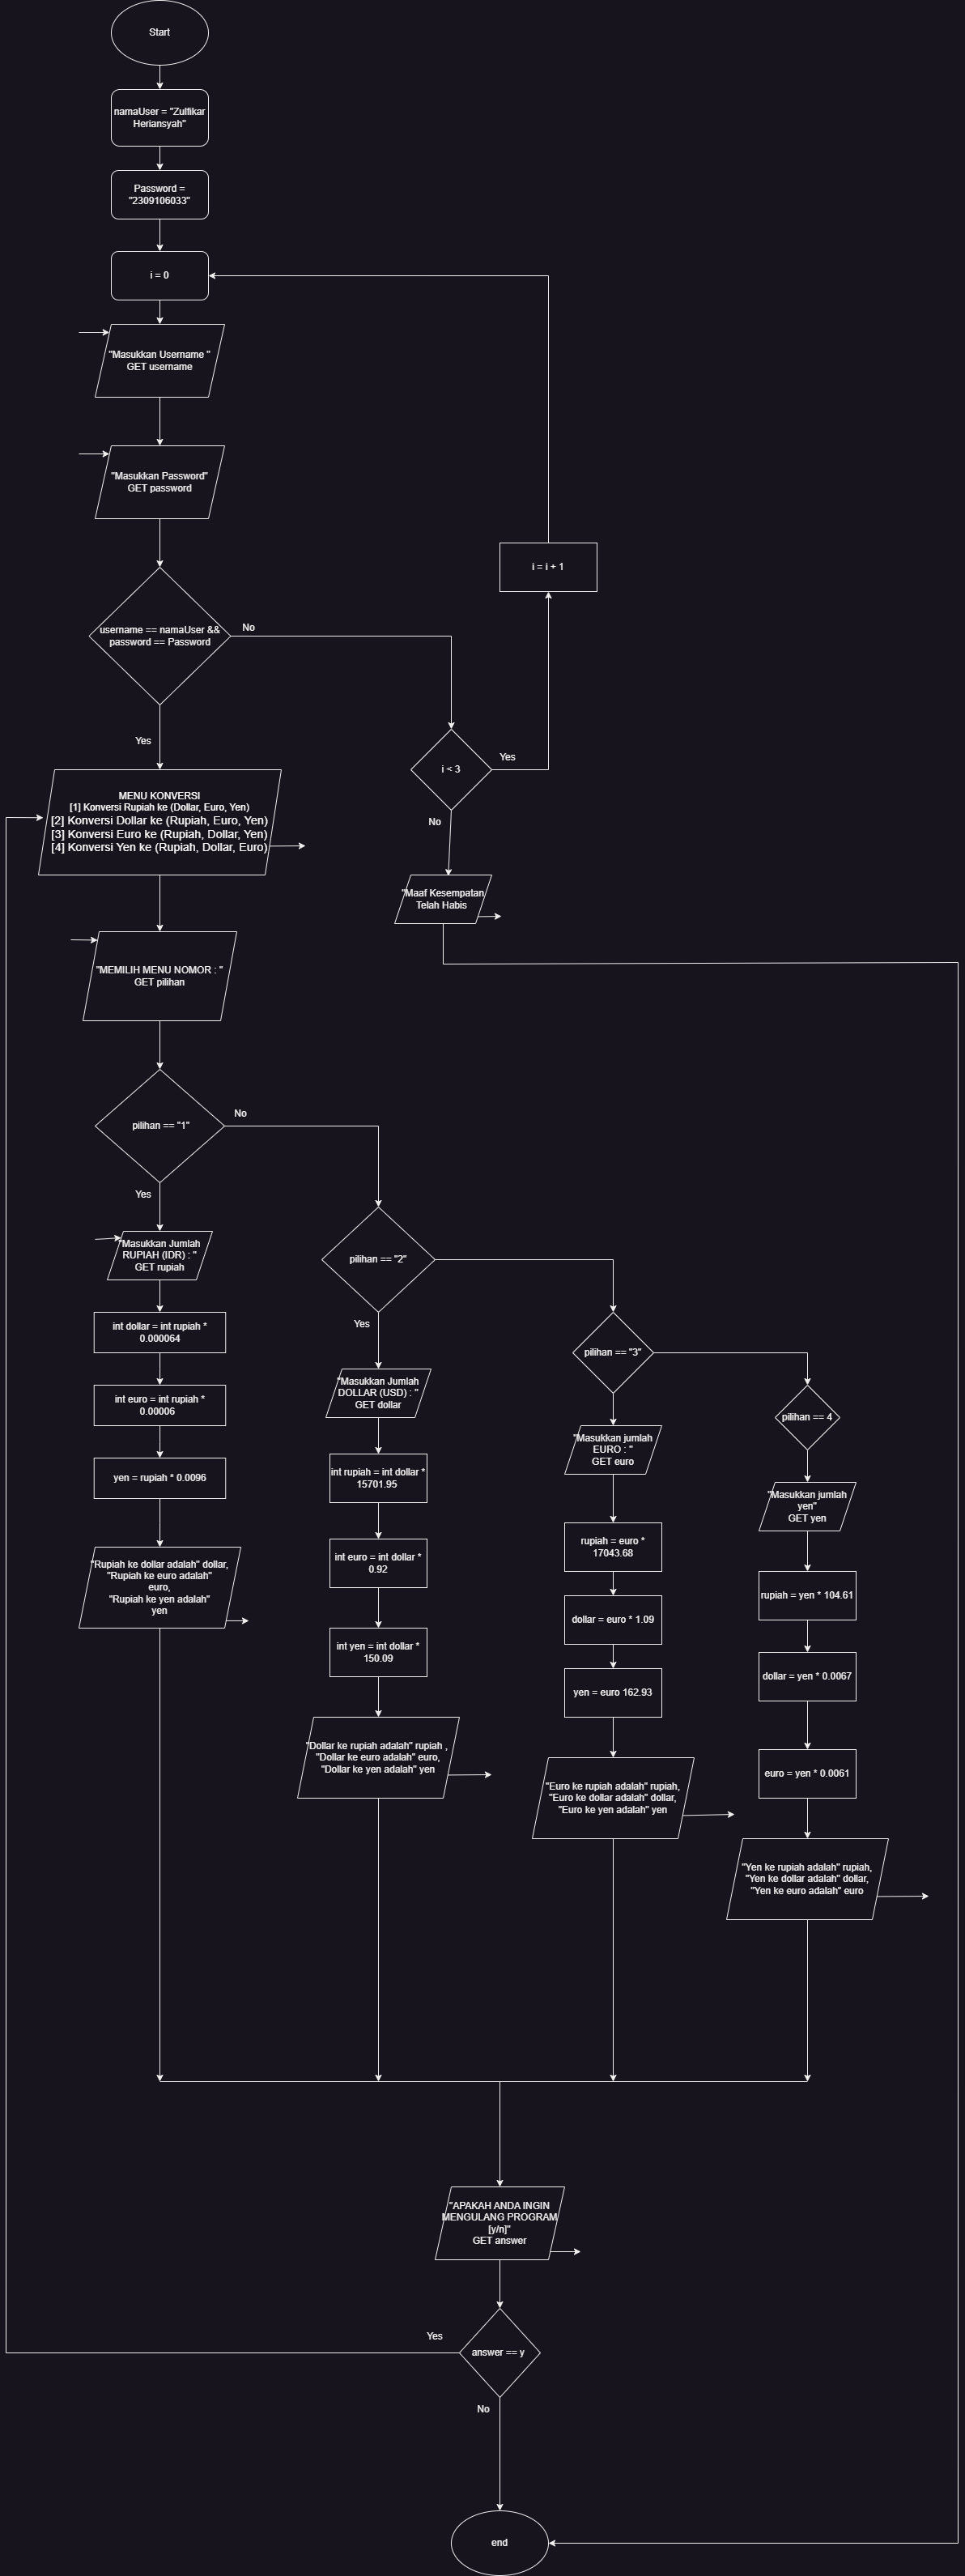 Start
namaUser = "Zulfikar
Heriansyah"
Password =
"2309106033"
i = 0
"Masukkan Username "
GET username
"Masukkan Password"
GET password
i = i + 1
username == namaUser &&
password == Password
No
Yes
i < 3
Yes
No
MENU KONVERSI
[1] Konversi Rupiah ke (Dollar, Euro, Yen)
[2] Konversi Dollar ke (Rupiah, Euro, Yen)
[3] Konversi Euro ke (Rupiah, Dollar, Yen)
[4] Konversi Yen ke (Rupiah, Dollar, Euro)
"Maaf Kesempatan
Telah Habis
"MEMILIH MENU NOMOR : "
GET pilihan
pilihan == "1"
No
Yes
"Masukkan Jumlah
RUPIAH (IDR) : "
GET rupiah
int dollar = int rupiah *
0.000064
int euro = int rupiah *
0.00006
yen = rupiah * 0.0096
"Rupiah ke dollar adalah" dollar,
"Rupiah ke euro adalah"
euro,
"Rupiah ke yen adalah"
yen
pilihan == "2"
Yes
"Masukkan Jumlah
DOLLAR (USD) : "
GET dollar
int rupiah = int dollar *
15701.95
int euro = int dollar *
0.92
int yen = int dollar *
150.09
"Dollar ke rupiah adalah" rupiah ,
"Dollar ke euro adalah" euro,
"Dollar ke yen adalah" yen
pilihan == "3"
"Masukkan jumlah
EURO : "
GET euro
rupiah = euro *
17043.68
dollar = euro * 1.09
yen = euro 162.93
"Euro ke rupiah adalah" rupiah,
"Euro ke dollar adalah" dollar,
"Euro ke yen adalah" yen
pilihan == 4
"Masukkan jumlah
yen"
GET yen
rupiah = yen * 104.61
dollar = yen * 0.0067
euro = yen * 0.0061
"Yen ke rupiah adalah" rupiah,
"Yen ke dollar adalah" dollar,
"Yen ke euro adalah" euro
"APAKAH ANDA INGIN
MENGULANG PROGRAM
[y/n]"
GET answer
answer == y
Yes
No
end